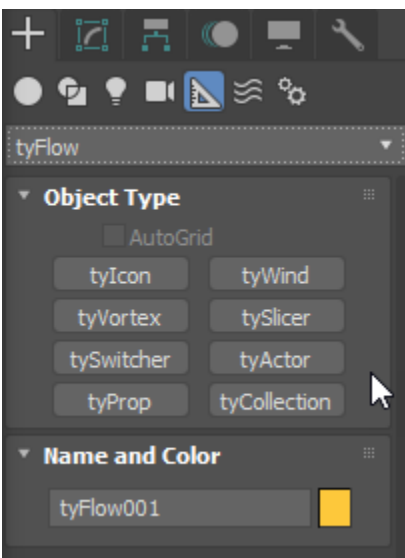 tyFlow
Object Type
AutoGrid
tyIcon tyWind
tyVortex tySlicer
tySwitcher tyActor
tyProp tyCollection
Name and Color
tyFlow001